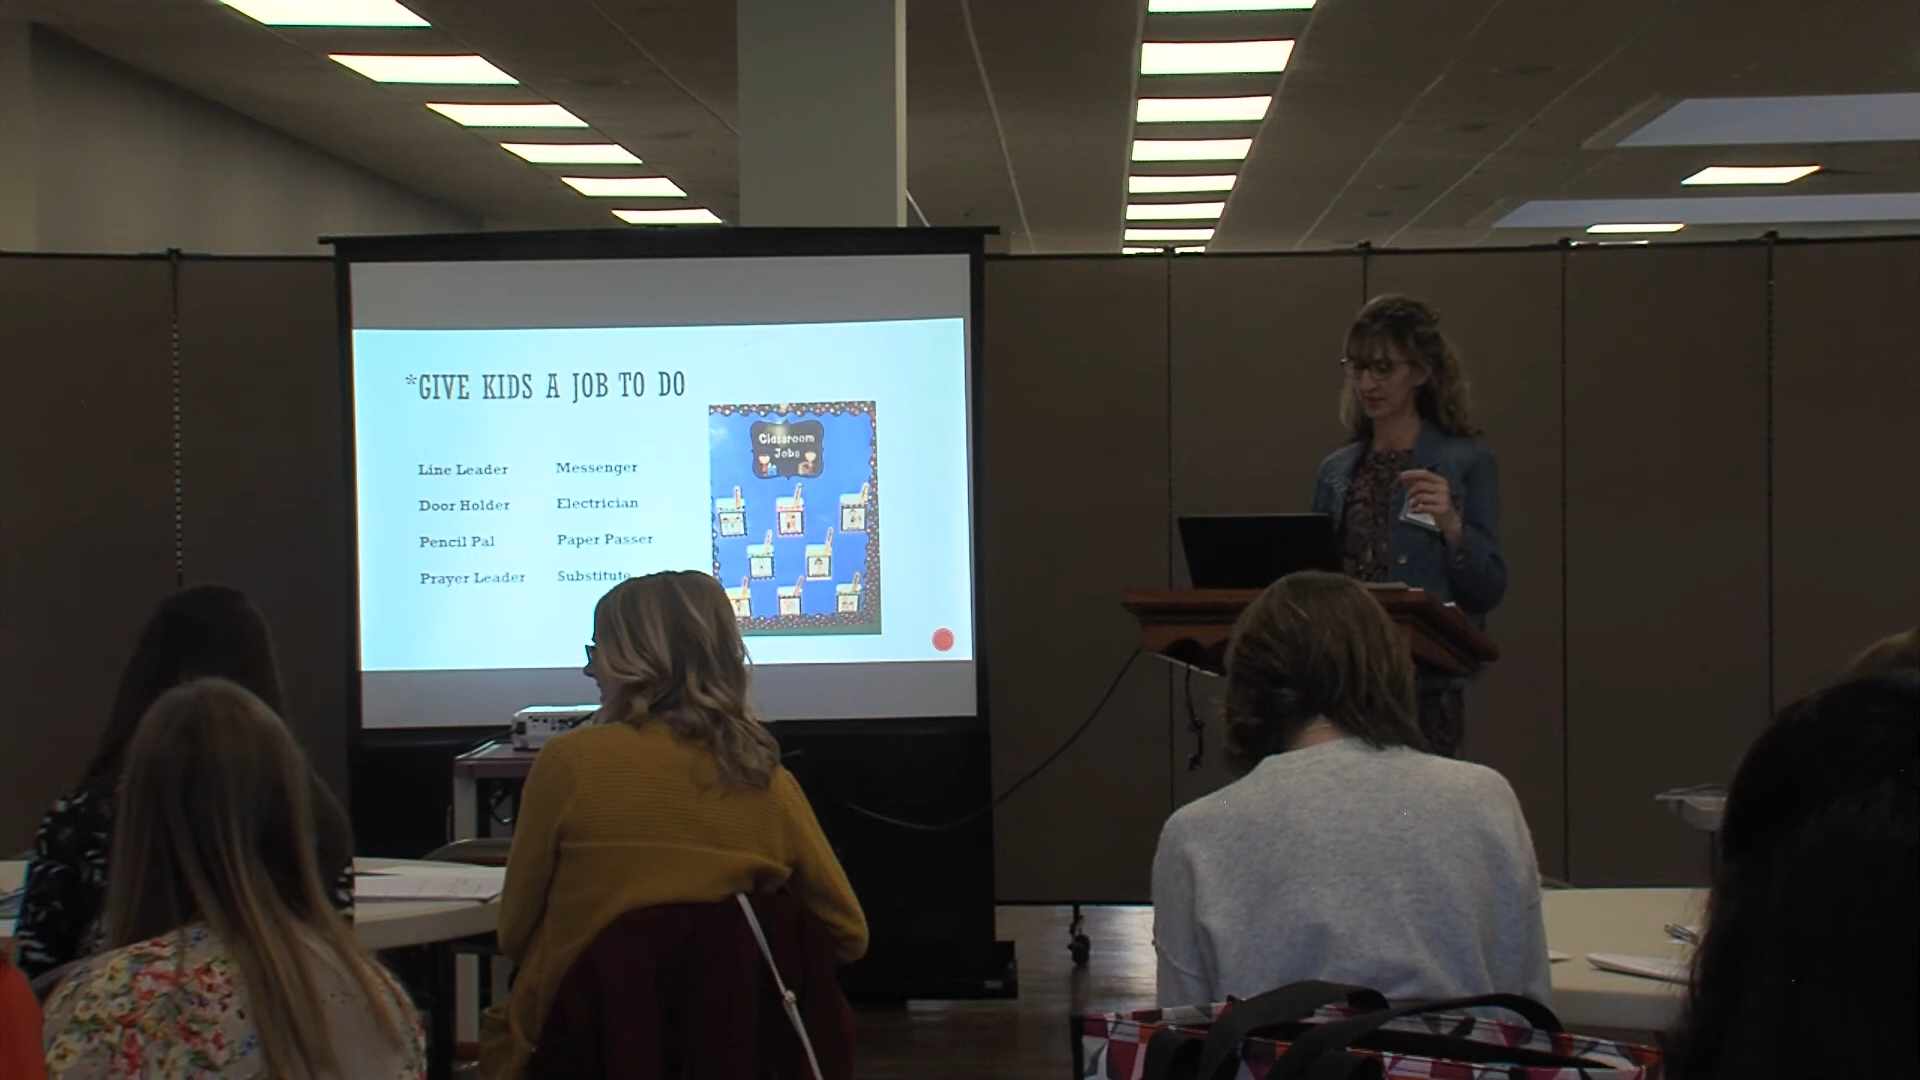 *GIVE KIDS A JOB TO DO
Line Leader
Door Holder
Pencil Pal
Prayer Leader
Messenger
Electrician
Paper Passer
Substitute
Classroom
Jobs